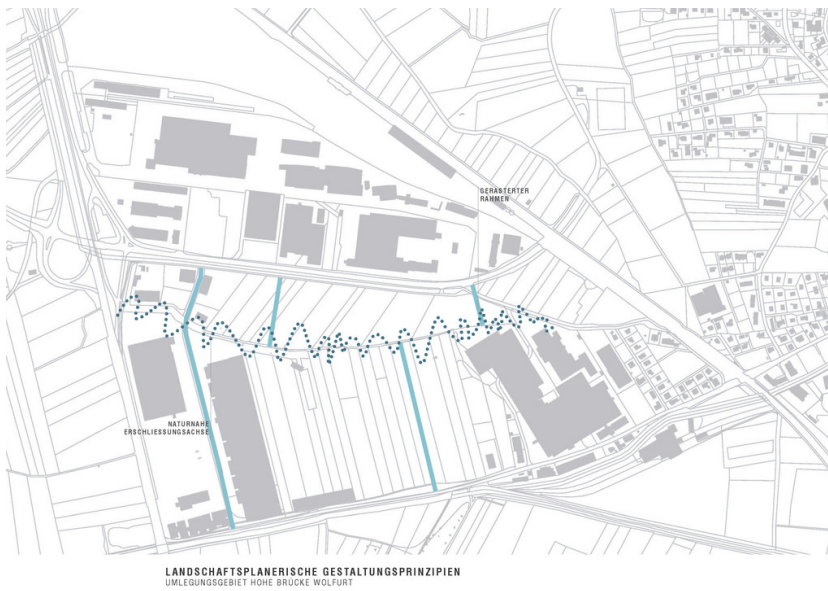 GERASTERTER
RAHMEN
NATURNAHE
ERSCHLIESSUNGSACHSE
LANDSCHAFTSPLANERISCHE GESTALTUNGSPRINZIPIEN
UMLEGUNGSGEBIET HOHE BRÜCKE WOLFURT